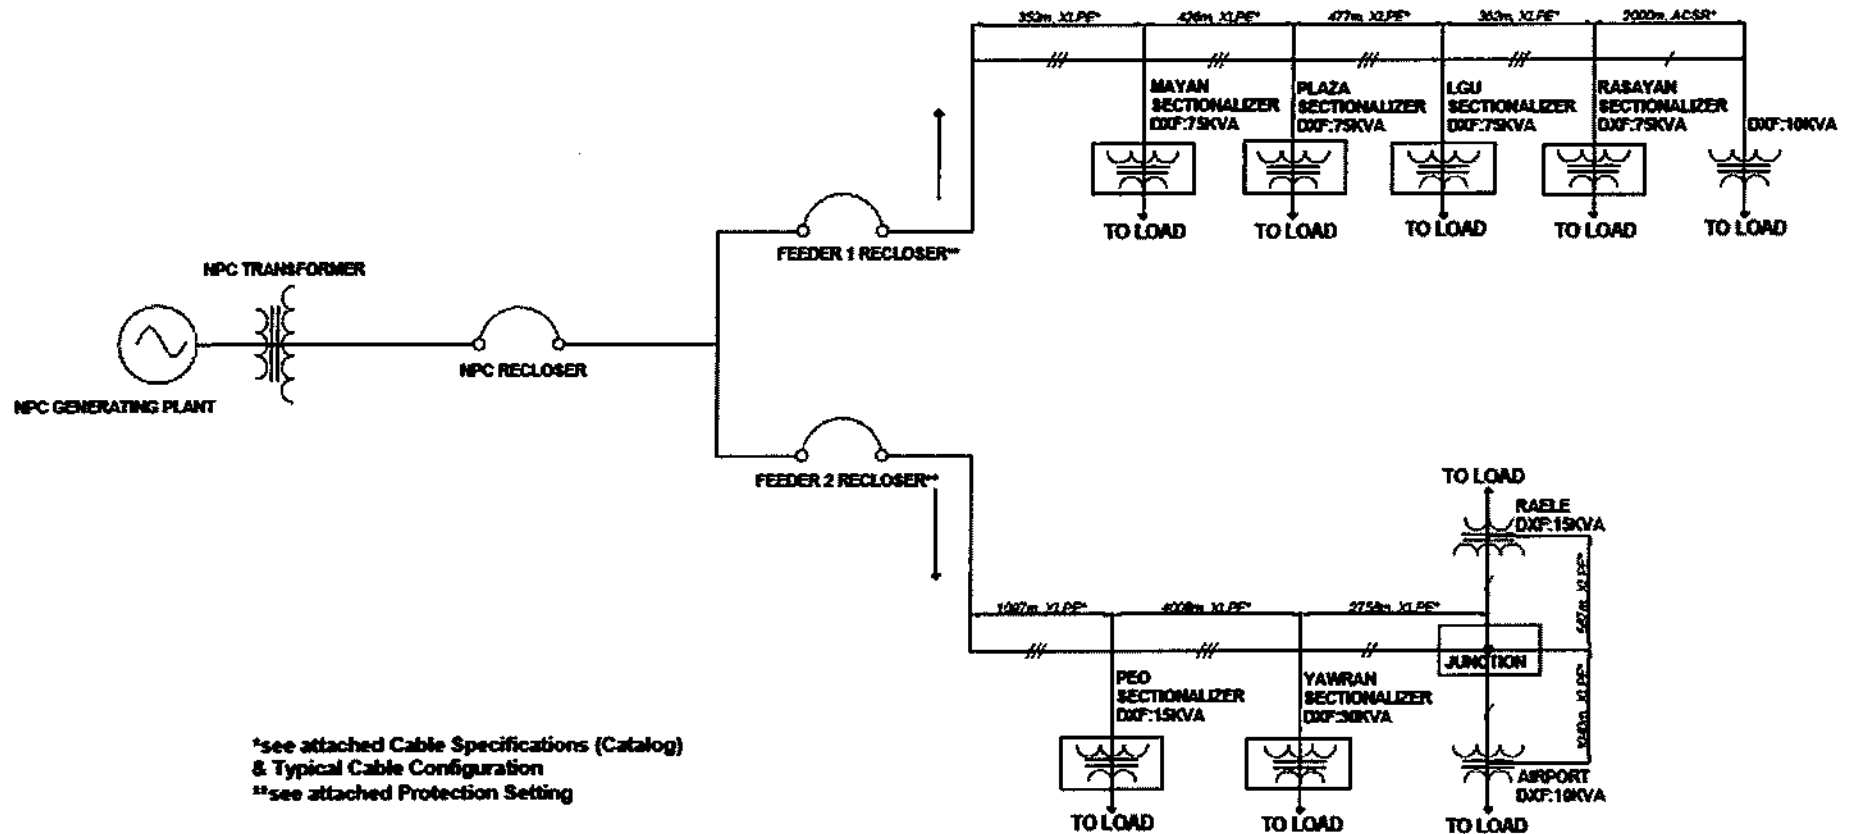 353m, XLPE*
426m, XLPE*
477m, XLPE*
363m, XLPE*
2000m, ACSR*
MAYAN
SECTIONALIZER
DXF:75KVA
PLAZA
SECTIONALIZER
DXF:75KVA
LGU
SECTIONALIZER
DXF:75KVA
RASAYAN
SECTIONALIZER
DXF:75KVA
DXF:10KVA
TO LOAD
TO LOAD
TO LOAD
TO LOAD
TO LOAD
FEEDER 1 RECLOSER**
NPC TRANSFORMER
NPC RECLOSER
NPC GENERATING PLANT
FEEDER 2 RECLOSER**
TO LOAD
RAELE
DXF:15KVA
1097m, XLPE*
4008m, XLPE*
2758m, XLPE*
XLPE*
JUNCTION
XLPE*
PEO
SECTIONALIZER
DXF:15KVA
YAWRAN
SECTIONALIZER
DXF:30KVA
AIRPORT
DXF:10KVA
TO LOAD
TO LOAD
TO LOAD
*see attached Cable Specifications (Catalog)
& Typical Cable Configuration
**see attached Protection Setting